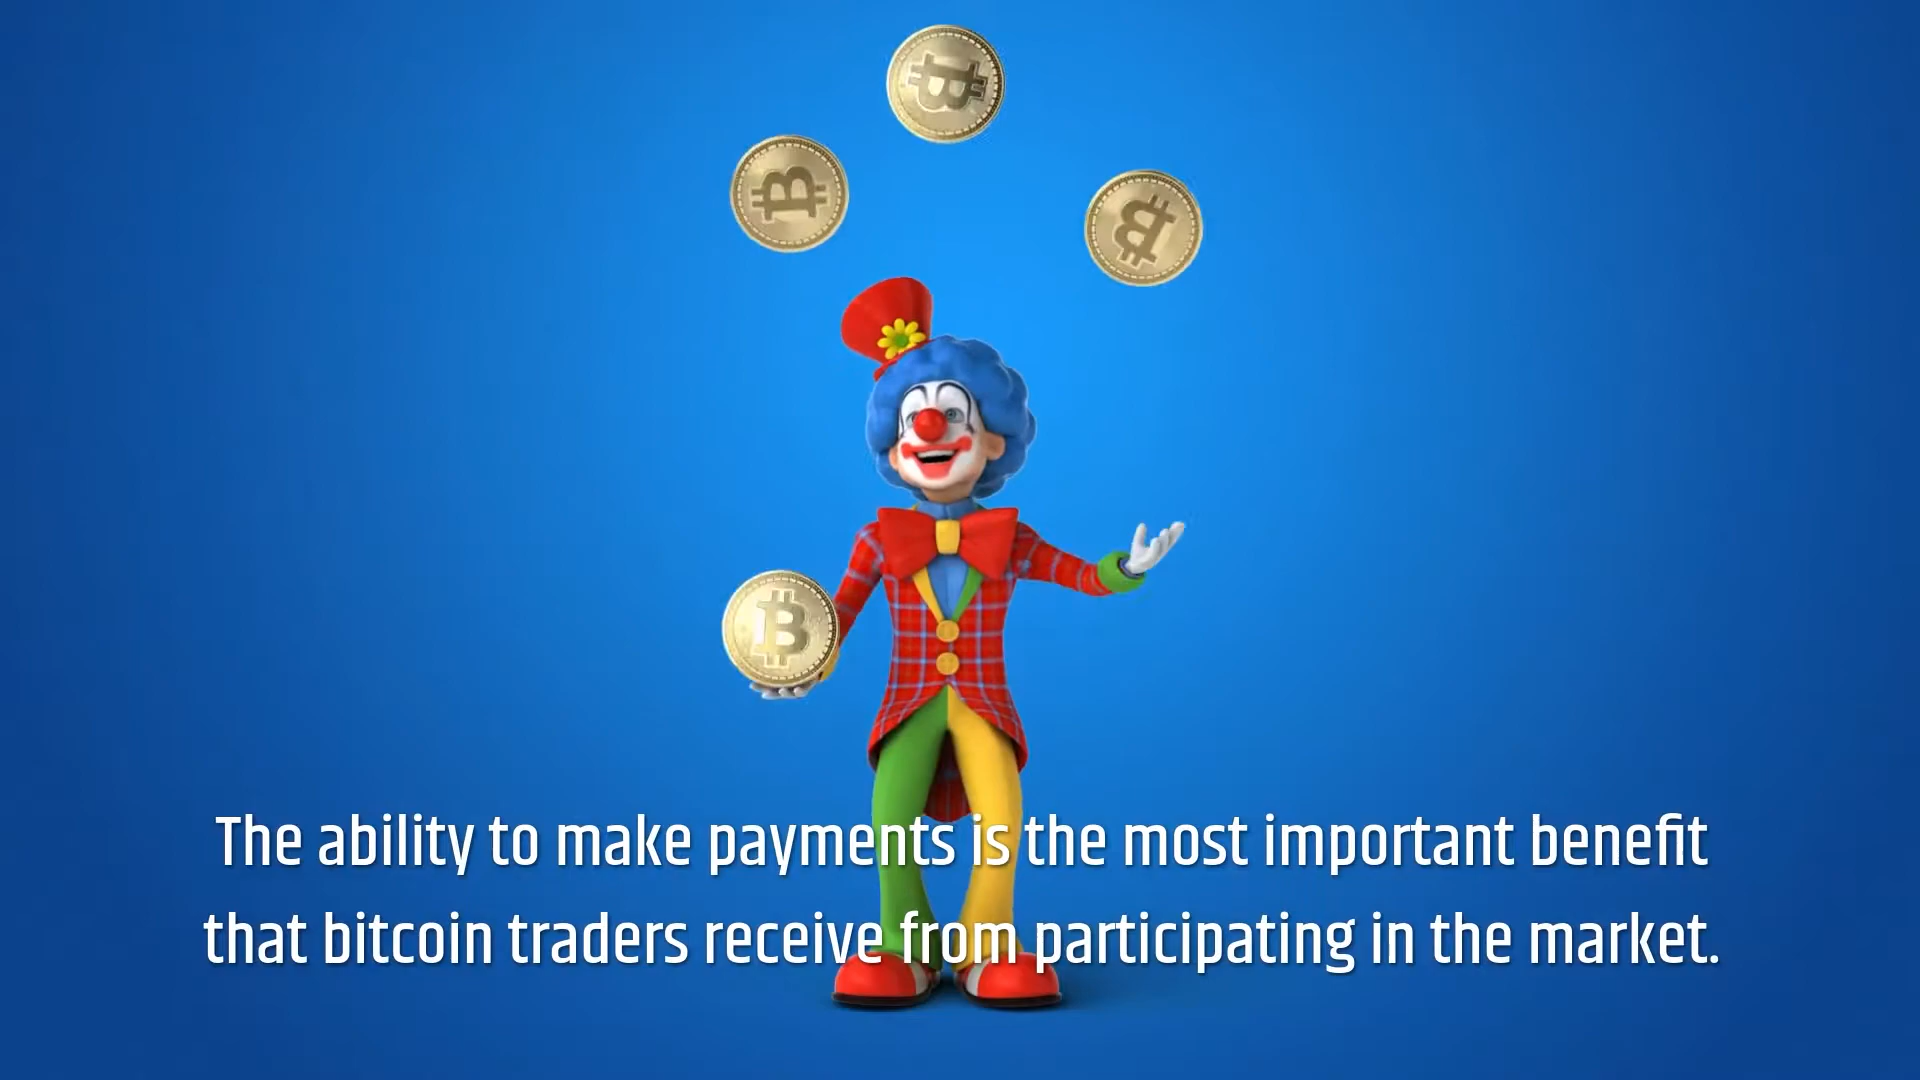 The ability to make payments is the most important benefit
that bitcoin traders receive from participating in the market.